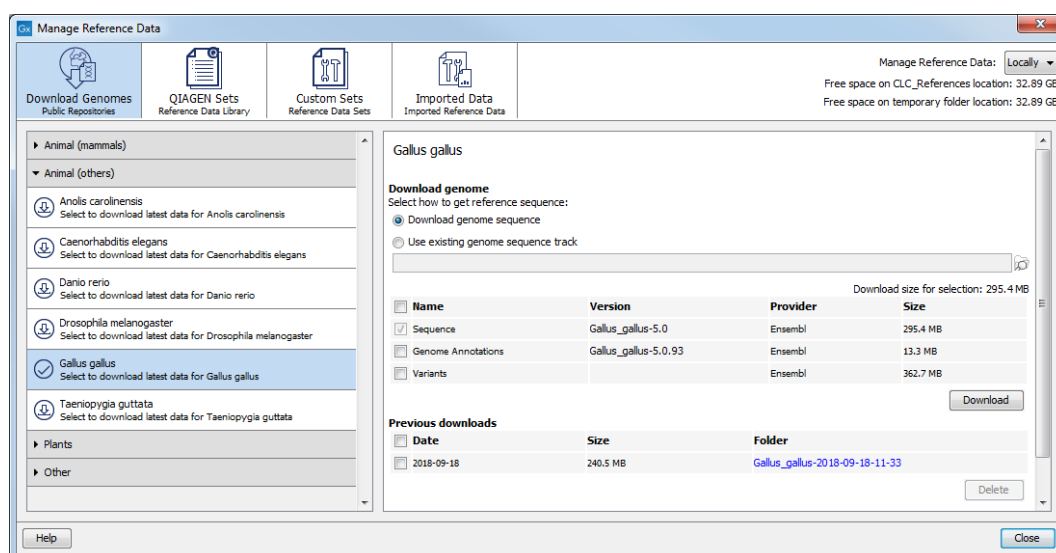 Gx Manage Reference Data
Download Genomes
Public Repositories
QIAGEN Sets
Reference Data Library
Custom Sets
Reference Data Sets
Imported Data
Imported Reference Data
Manage Reference Data: Locally
Free space on CLC_References location: 32.89 GB
Free space on temporary folder location: 32.89 GB
Animal (mammals)
Animal (others)
Anolis carolinensis
Select to download latest data for Anolis carolinensis
Caenorhabditis elegans
Select to download latest data for Caenorhabditis elegans
Danio rerio
Select to download latest data for Danio rerio
Drosophila melanogaster
Select to download latest data for Drosophila melanogaster
Gallus gallus
Select to download latest data for Gallus gallus
Taeniopygia guttata
Select to download latest data for Taeniopygia guttata
Plants
Other
Gallus gallus
Download genome
Select how to get reference sequence:
Download genome sequence
Use existing genome sequence track
Download size for selection: 295.4 MB
Name Version Provider Size
Sequence Gallus_gallus-5.0 Ensembl 295.4 MB
Genome Annotations Gallus_gallus-5.0.93 Ensembl 13.3 MB
Variants Ensembl 362.7 MB
Download
Previous downloads
Date Size Folder
2018-09-18 240.5 MB Gallus_gallus-2018-09-18-11-33
Delete
Help
Close